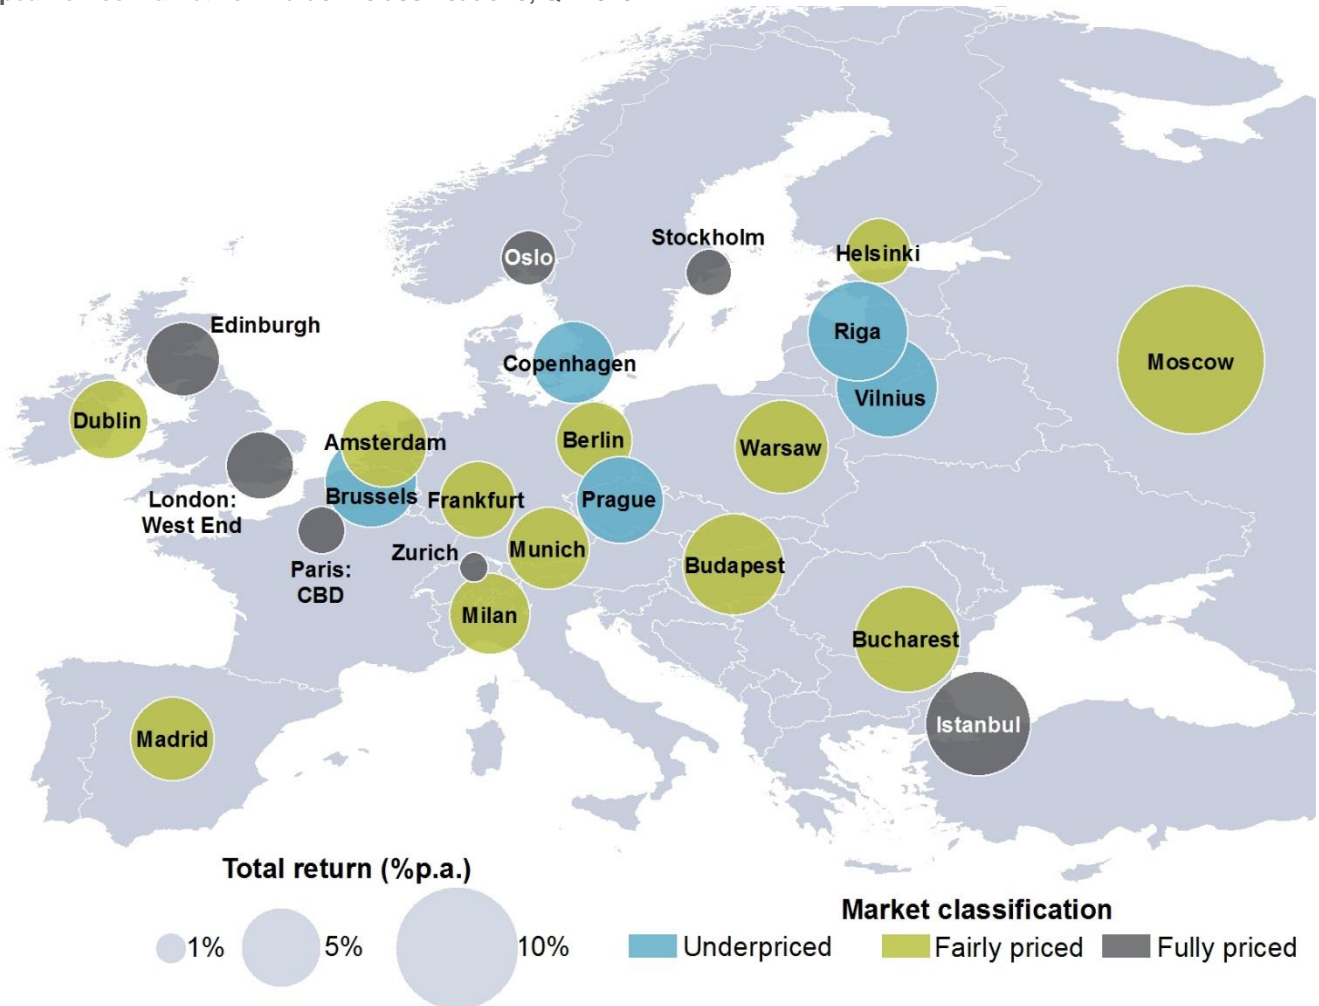 Oslo
Stockholm
Helsinki
Edinburgh
Riga
Copenhagen
Moscow
Vilnius
Dublin
Amsterdam
Berlin
Warsaw
Brussels
Frankfurt
Prague
London:
West End
Zurich
Munich
Paris:
CBD
Budapest
Milan
Bucharest
Istanbul
Madrid
Total return (%p.a.)
1%
5%
10%
Market classification
Underpriced
Fairly priced
Fully priced